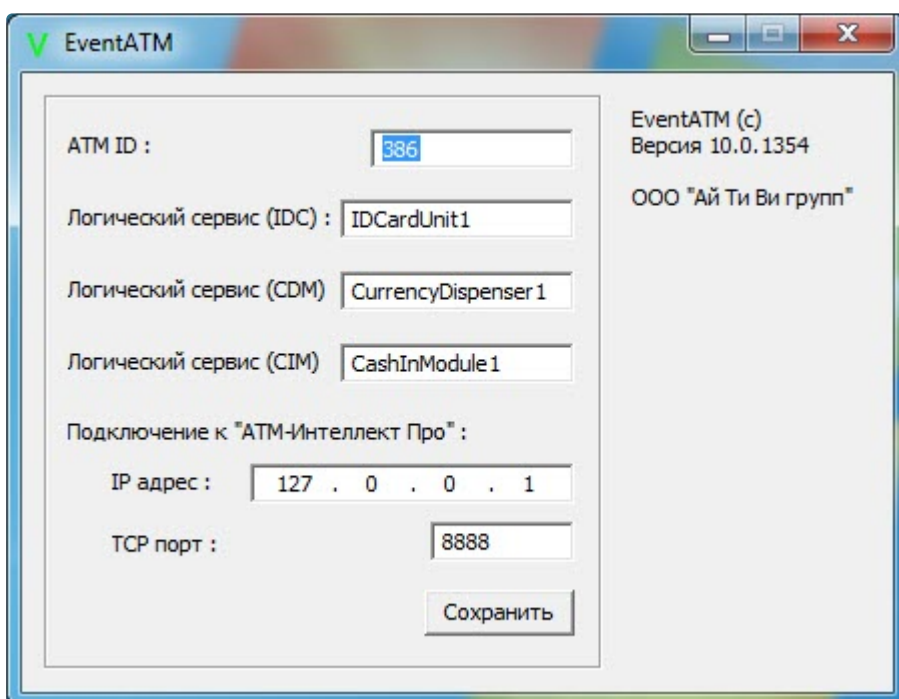 EventATM
ATM ID :
386
Логический сервис (IDC) :
IDCardUnit1
Логический сервис (CDM)
CurrencyDispenser1
Логический сервис (CIM)
CashInModule1
Подключение к "АТМ-Интеллект Про" :
IP адрес :
127 . 0 . 0 . 1
TCP порт :
8888
Сохранить
EventATM (c)
Версия 10.0.1354
ООО "Ай Ти Ви групп"